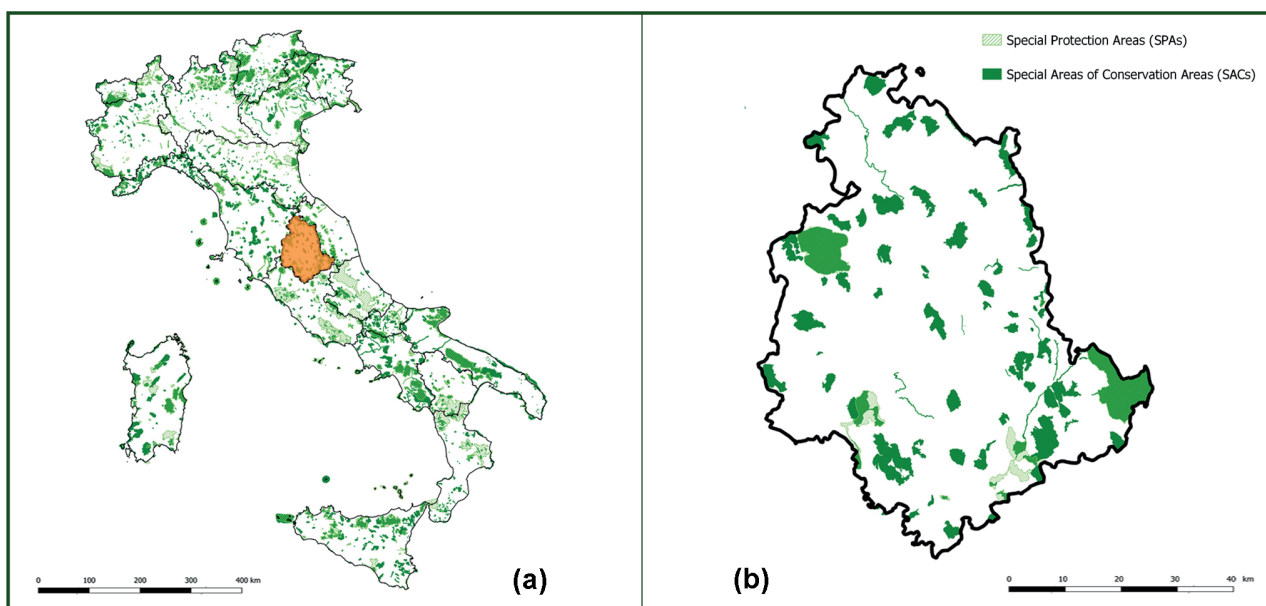 Special Protection Areas (SPAs)
Special Areas of Conservation Areas (SACs)
0 100 200 300 400 km
(a)
(b)
0 10 20 30 40 km